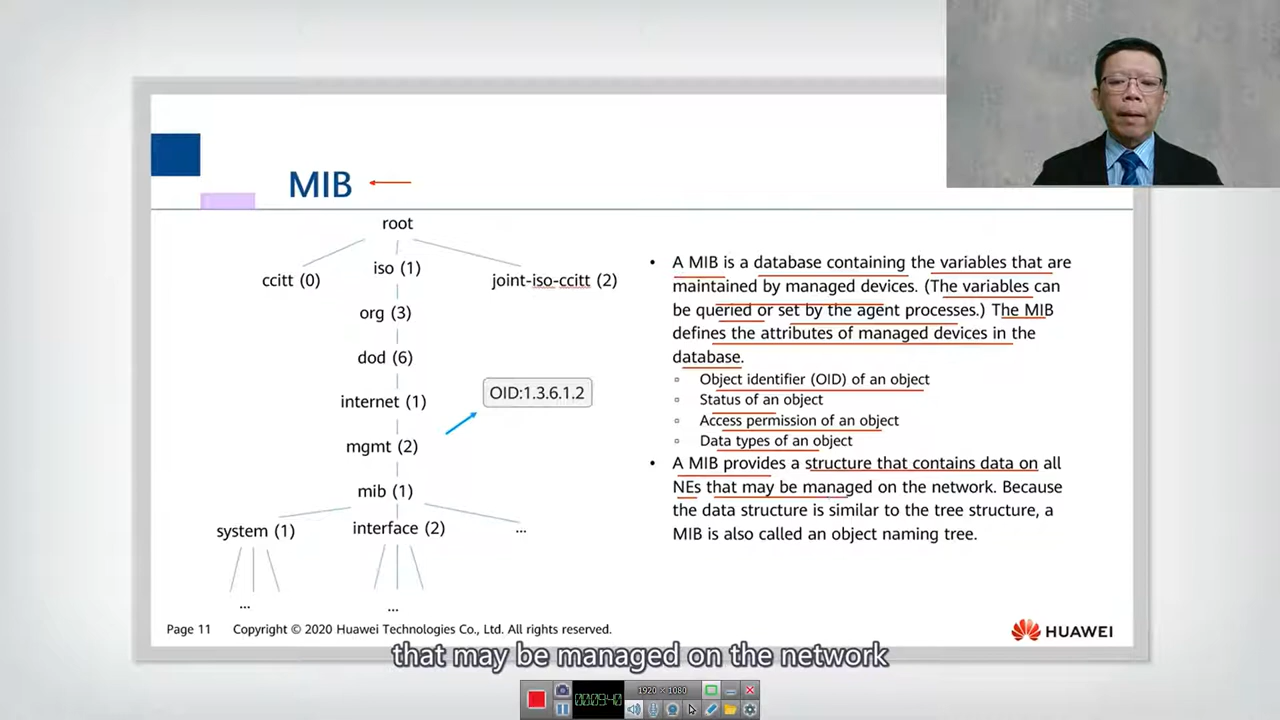 MIB
root
ccitt (0)
iso (1)
joint-iso-ccitt (2)
org (3)
dod (6)
internet (1)
OID:1.3.6.1.2
mgmt (2)
mib (1)
system (1)
interface (2)
...
...
...
• A MIB is a database containing the variables that are
maintained by managed devices. (The variables can
be queried or set by the agent processes.) The MIB
defines the attributes of managed devices in the
database.
▫ Object identifier (OID) of an object
▫ Status of an object
▫ Access permission of an object
▫ Data types of an object
• A MIB provides a structure that contains data on all
NEs that may be managed on the network. Because
the data structure is similar to the tree structure, a
MIB is also called an object naming tree.
Page 11 Copyright © 2020 Huawei Technologies Co., Ltd. All rights reserved.
HUAWEI
that may be managed on the network
1920 × 1080
00:09:40